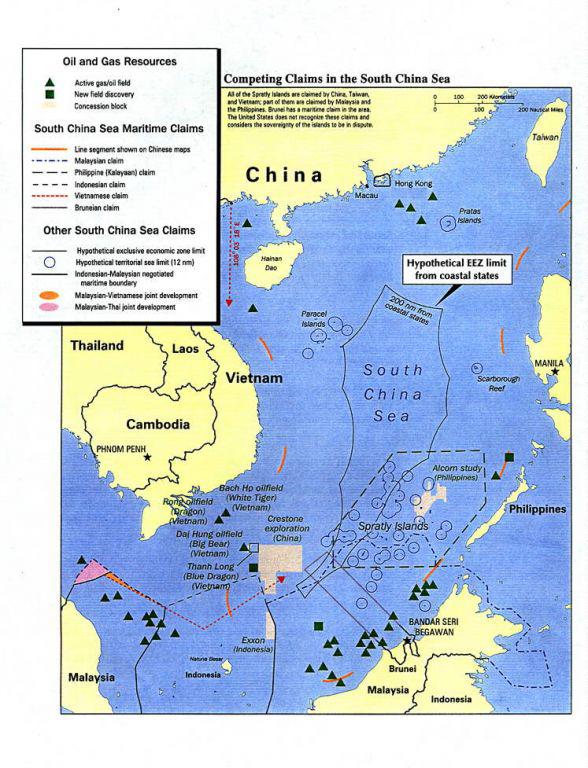 Oil and Gas Resources
Active gas/oil field
New field discovery
Concession block
South China Sea Maritime Claims
Line segment shown on Chinese maps
Malaysian claim
Philippine (Kalayaan) claim
Indonesian claim
Vietnamese claim
Bruneian claim
Other South China Sea Claims
Hypothetical exclusive economic zone limit
Hypothetical territorial sea limit (12 nm)
Indonesian-Malaysian negotiated
maritime boundary
Malaysian-Vietnamese joint development
Malaysian-Thai joint development
Competing Claims in the South China Sea
All of the Spratly Islands are claimed by China, Taiwan,
and Vietnam; part of them are claimed by Malaysia and
the Philippines. Brunei has a maritime claim in the area.
The United States does not recognize these claims and
considers the sovereignty of the islands to be in dispute.
0 100 200 Kilometers
0 100 200 Nautical Miles
Taiwan
China
Hong Kong
Macau
Pratas
Islands
108° 03' 18" E
Hainan
Dao
Hypothetical EEZ limit
from coastal states
200 nm from
coastal states
Paracel
Islands
Thailand
Laos
Vietnam
South
China
Sea
MANILA
Scarborough
Reef
Cambodia
PHNOM PENH
Alcorn study
(Philippines)
Philippines
Bach Ho oilfield
(White Tiger)
(Vietnam)
Rong oilfield
(Dragon)
(Vietnam)
Crestone
exploration
(China)
Spratly Islands
Dai Hung oilfield
(Big Bear)
(Vietnam)
Thanh Long
(Blue Dragon)
(Vietnam)
BANDAR SERI
BEGAWAN
Exxon
(Indonesia)
Natuna Besar
Indonesia
Brunei
Malaysia
Malaysia
Indonesia